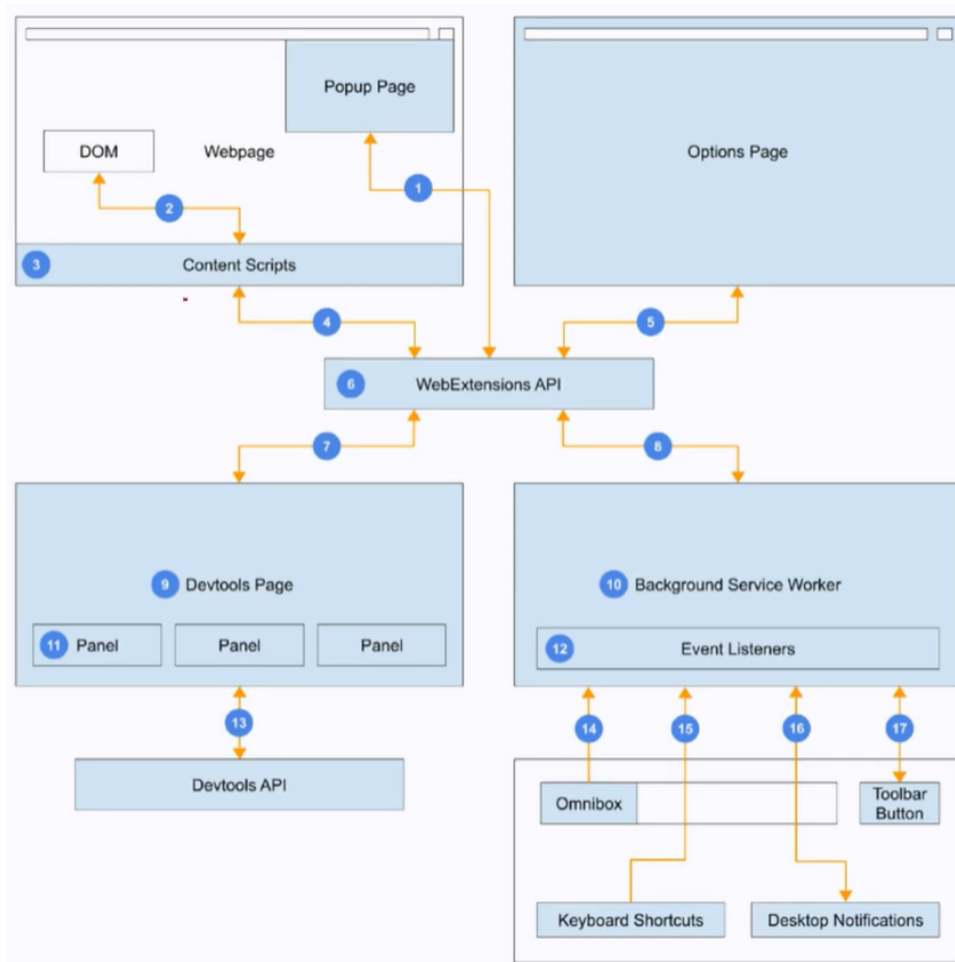 Popup Page
DOM
Webpage
Options Page
1
2
3 Content Scripts
4
5
6 WebExtensions API
7
8
9 Devtools Page
10 Background Service Worker
11 Panel Panel Panel
12 Event Listeners
13
14
15
16
17
Devtools API
Omnibox
Toolbar
Button
Keyboard Shortcuts
Desktop Notifications